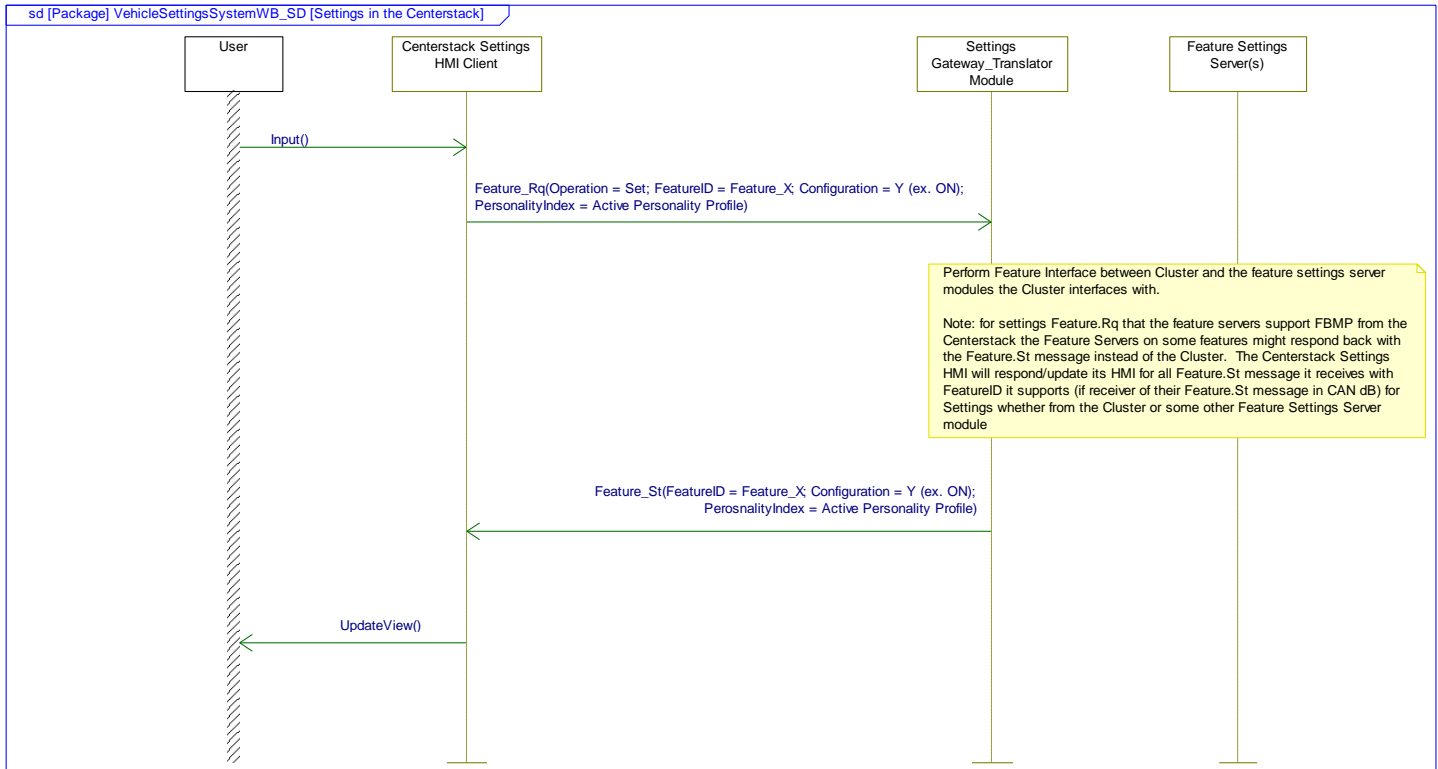 sd [Package] VehicleSettingsSystemWB_SD [Settings in the Centerstack]
User
Centerstack Settings
HMI Client
Settings
Gateway_Translator
Module
Feature Settings
Server(s)
Input()
Feature_Rq(Operation = Set; FeatureID = Feature_X; Configuration = Y (ex. ON);
PersonalityIndex = Active Personality Profile)
Perform Feature Interface between Cluster and the feature settings server
modules the Cluster interfaces with.
Note: for settings Feature.Rq that the feature servers support FBMP from the
Centerstack the Feature Servers on some features might respond back with
the Feature.St message instead of the Cluster.  The Centerstack Settings
HMI will respond/update its HMI for all Feature.St message it receives with
FeatureID it supports (if receiver of their Feature.St message in CAN dB) for
Settings whether from the Cluster or some other Feature Settings Server
module
Feature_St(FeatureID = Feature_X; Configuration = Y (ex. ON);
PerosnalityIndex = Active Personality Profile)
UpdateView()